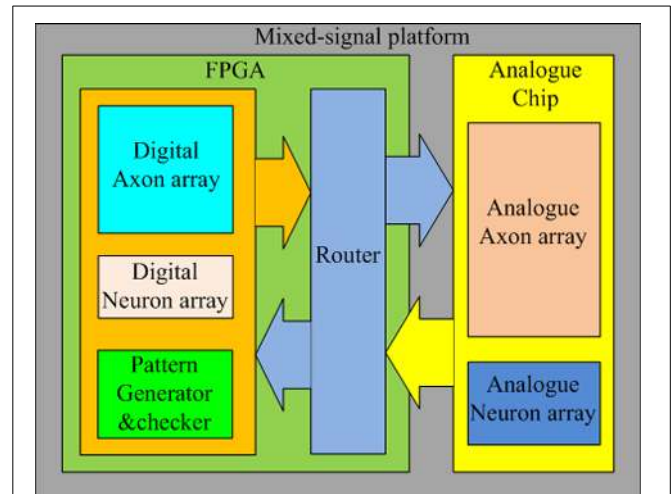 Mixed-signal platform
FPGA
Digital
Axon array
Digital
Neuron array
Pattern
Generator
&checker
Router
Analogue
Chip
Analogue
Axon array
Analogue
Neuron array